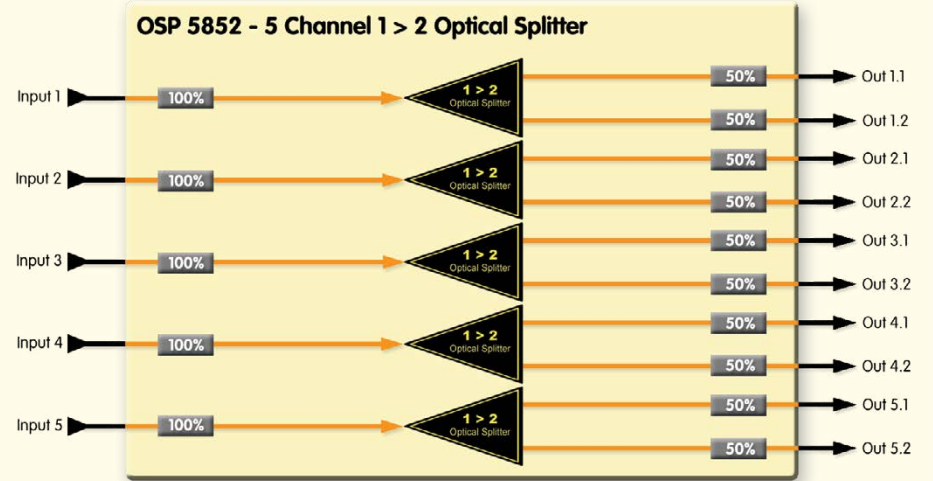 OSP 5852 - 5 Channel 1 > 2 Optical Splitter
Input 1
100%
1 > 2
Optical Splitter
50%
Out 1.1
50%
Out 1.2
Input 2
100%
1 > 2
Optical Splitter
50%
Out 2.1
50%
Out 2.2
Input 3
100%
1 > 2
Optical Splitter
50%
Out 3.1
50%
Out 3.2
Input 4
100%
1 > 2
Optical Splitter
50%
Out 4.1
50%
Out 4.2
Input 5
100%
1 > 2
Optical Splitter
50%
Out 5.1
50%
Out 5.2